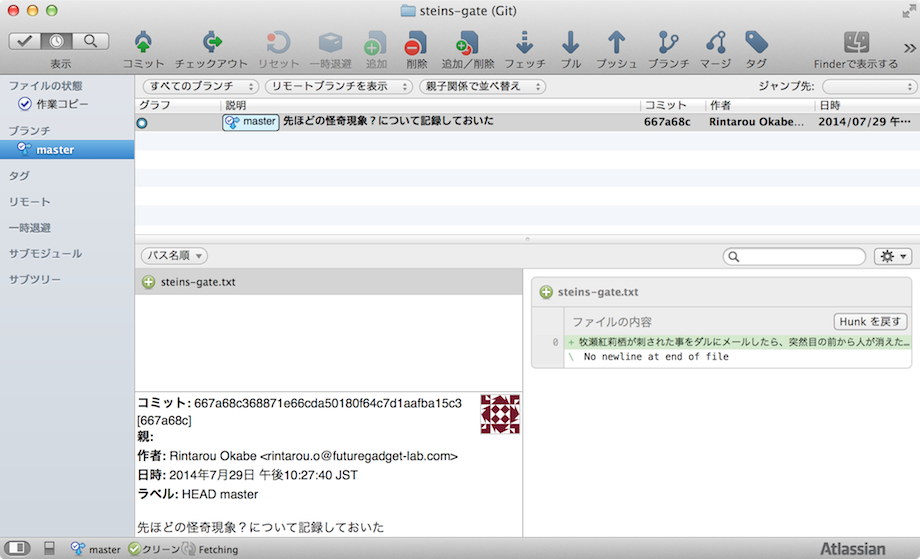 steins-gate (Git)
表示 コミット チェックアウト リセット 一時退避 追加 削除 追加／削除 フェッチ プル プッシュ ブランチ マージ タグ Finderで表示する
ファイルの状態
作業コピー
ブランチ
master
タグ
リモート
一時退避
サブモジュール
サブツリー
すべてのブランチ リモートブランチを表示 親子関係で並べ替え ジャンプ先:
グラフ 説明 コミット 作者 日時
master 先ほどの怪奇現象？について記録しておいた 667a68c Rintarou Okabe... 2014/07/29 午…
パス名順
steins-gate.txt
steins-gate.txt
ファイルの内容 Hunk を戻す
0 + 牧瀬紅莉栖が刺された事をダルにメールしたら、突然目の前から人が消えた...
\ No newline at end of file
コミット: 667a68c368871e66cda50180f64c7d1aafba15c3
[667a68c]
親:
作者: Rintarou Okabe <rintarou.o@futuregadget-lab.com>
日時: 2014年7月29日 午後10:27:40 JST
ラベル: HEAD master
先ほどの怪奇現象？について記録しておいた
master クリーン Fetching Atlassian